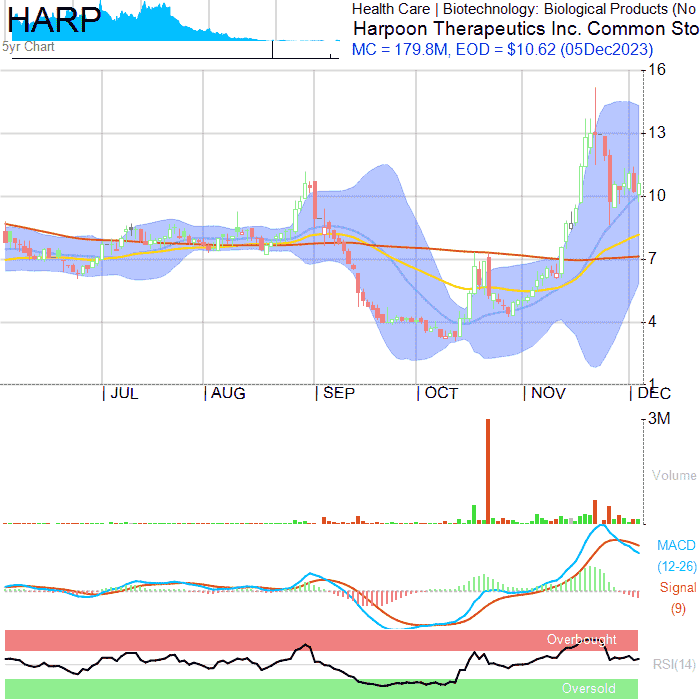 HARP
5yr Chart
Health Care | Biotechnology: Biological Products (No
Harpoon Therapeutics Inc. Common Sto
MC = 179.8M, EOD = $10.62 (05Dec2023)
16
13
10
7
4
1
JUL AUG SEP OCT NOV DEC
3M
Volume
MACD
(12-26)
Signal
(9)
Overbought
RSI(14)
Oversold